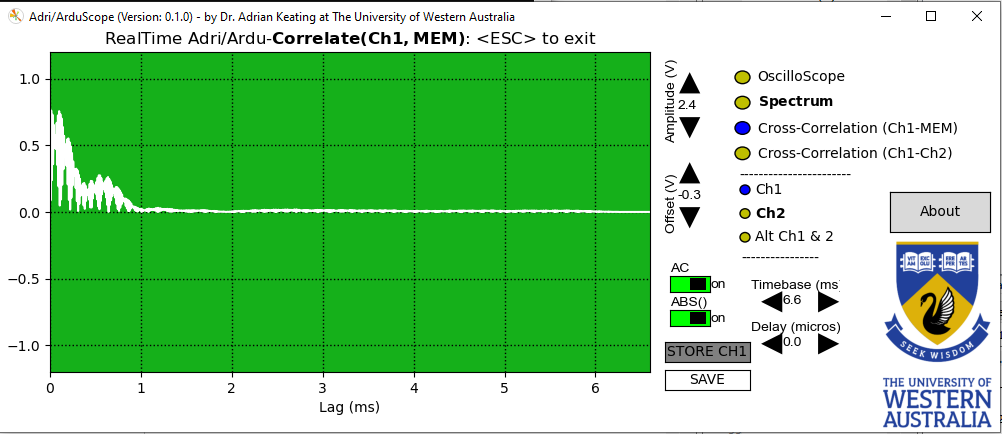 Adri/ArduScope (Version: 0.1.0) - by Dr. Adrian Keating at The University of Western Australia
RealTime Adri/Ardu-Correlate(Ch1, MEM): <ESC> to exit
1.0
0.5
0.0
−0.5
−1.0
0 1 2 3 4 5 6
Lag (ms)
Amplitude (V)
2.4
Offset (V)
-0.3
AC
on
ABS()
on
STORE CH1
SAVE
OscilloScope
Spectrum
Cross-Correlation (Ch1-MEM)
Cross-Correlation (Ch1-Ch2)
----------------------
Ch1
Ch2
Alt Ch1 & 2
---------------
Timebase (ms)
6.6
Delay (micros)
0.0
About
SEEK WISDOM
THE UNIVERSITY OF
WESTERN
AUSTRALIA